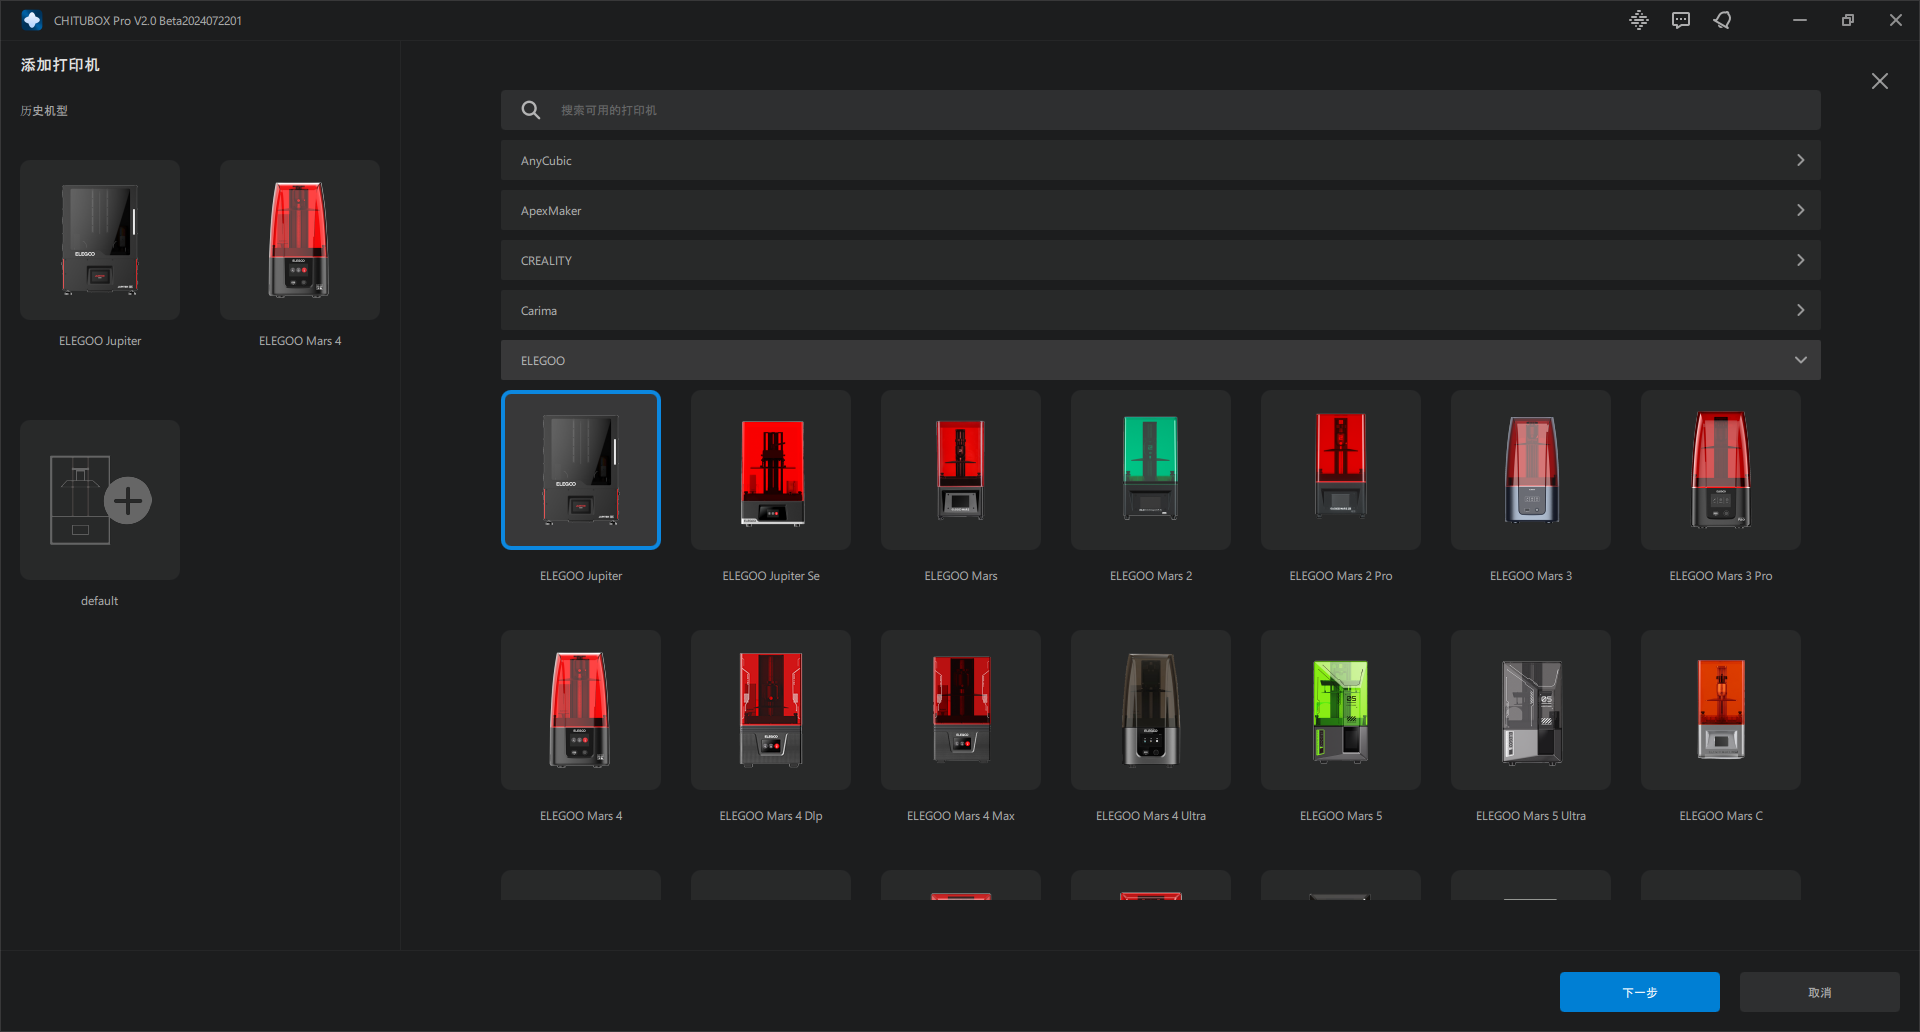 CHITUBOX Pro V2.0 Beta2024072201
添加打印机
历史机型
ELEGOO Jupiter
ELEGOO Mars 4
default
搜索可用的打印机
AnyCubic
ApexMaker
CREALITY
Carima
ELEGOO
ELEGOO Jupiter
ELEGOO Jupiter Se
ELEGOO Mars
ELEGOO Mars 2
ELEGOO Mars 2 Pro
ELEGOO Mars 3
ELEGOO Mars 3 Pro
ELEGOO Mars 4
ELEGOO Mars 4 Dlp
ELEGOO Mars 4 Max
ELEGOO Mars 4 Ultra
ELEGOO Mars 5
ELEGOO Mars 5 Ultra
ELEGOO Mars C
下一步
取消